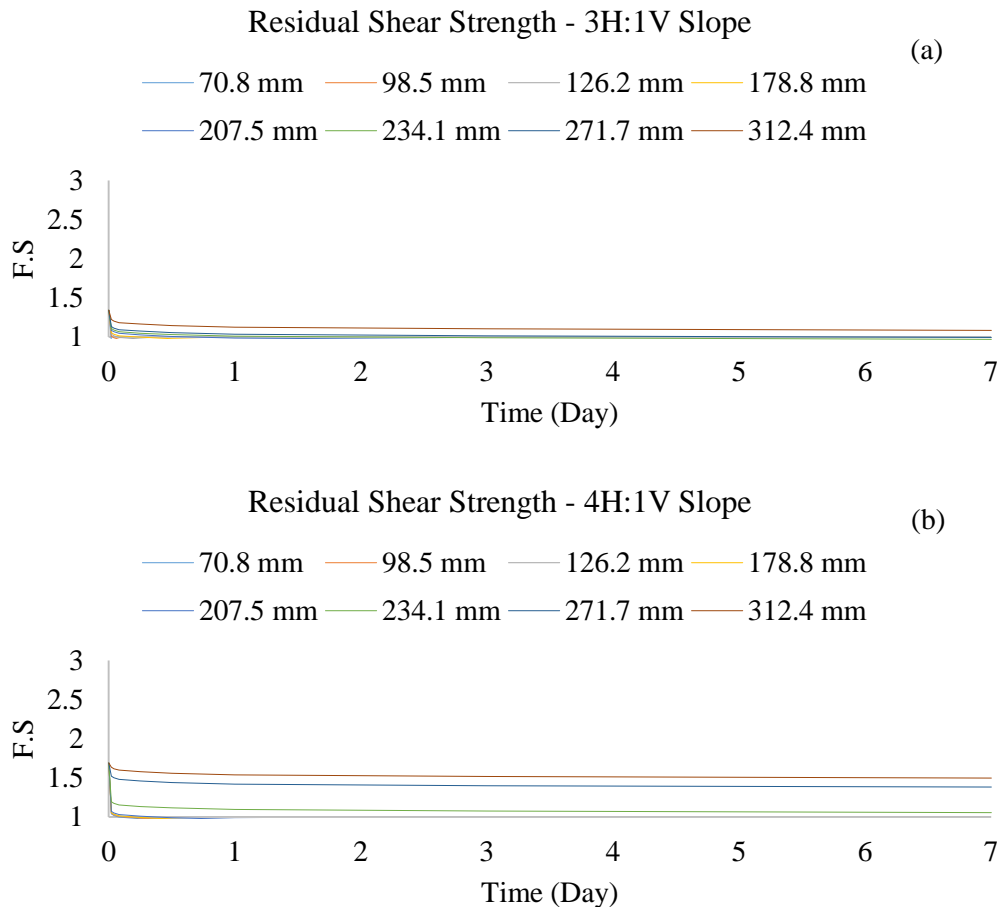 Residual Shear Strength - 3H:1V Slope
(a)
70.8 mm 98.5 mm 126.2 mm 178.8 mm
207.5 mm 234.1 mm 271.7 mm 312.4 mm
3
2.5
2
1.5
1
F.S
0 1 2 3 4 5 6 7
Time (Day)
Residual Shear Strength - 4H:1V Slope
(b)
70.8 mm 98.5 mm 126.2 mm 178.8 mm
207.5 mm 234.1 mm 271.7 mm 312.4 mm
3
2.5
2
1.5
1
F.S
0 1 2 3 4 5 6 7
Time (Day)